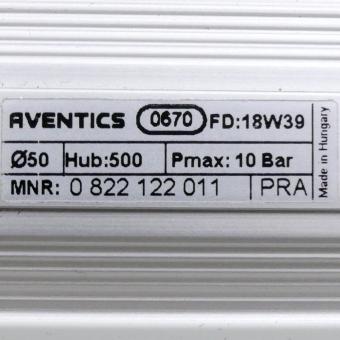 AVENTICS 0670 FD:18W39
Ø50 Hub:500 Pmax: 10 Bar
MNR: 0 822 122 011 PRA
Made in Hungary